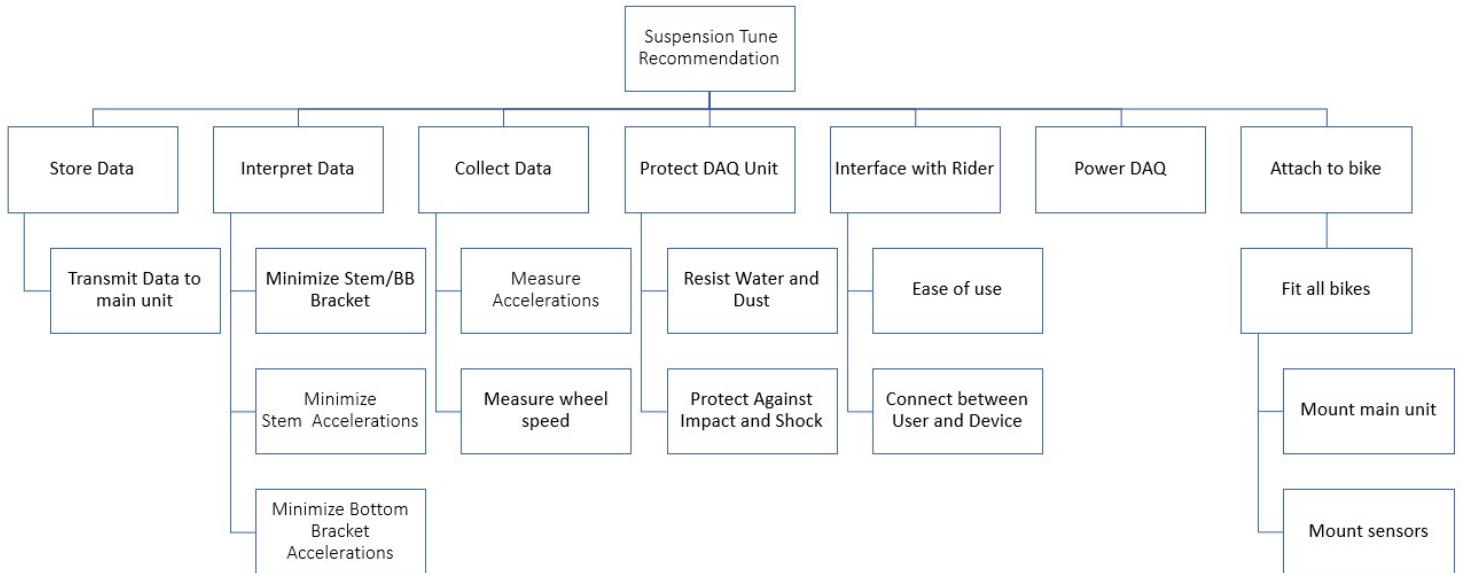 Suspension Tune
Recommendation
Store Data
Interpret Data
Collect Data
Protect DAQ Unit
Interface with Rider
Power DAQ
Attach to bike
Transmit Data to
main unit
Minimize Stem/BB
Bracket
Measure
Accelerations
Resist Water and
Dust
Ease of use
Fit all bikes
Minimize
Stem Accelerations
Measure wheel
speed
Protect Against
Impact and Shock
Connect between
User and Device
Mount main unit
Minimize Bottom
Bracket
Accelerations
Mount sensors